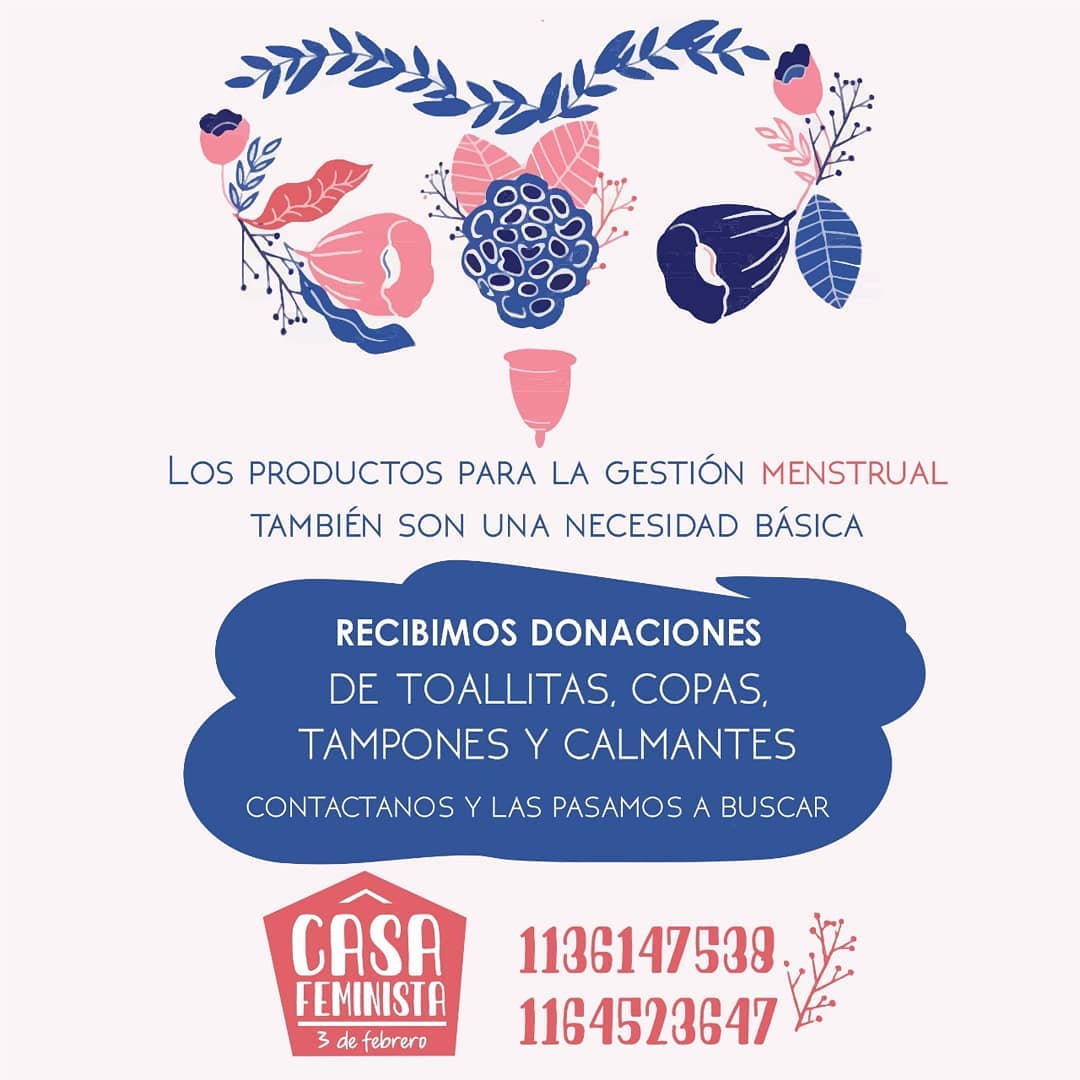 Los productos para la gestión menstrual
también son una necesidad básica
RECIBIMOS DONACIONES
DE TOALLITAS, COPAS,
TAMPONES Y CALMANTES
CONTACTANOS Y LAS PASAMOS A BUSCAR
CASA
FEMINISTA
3 de febrero
1136147538
1164523647